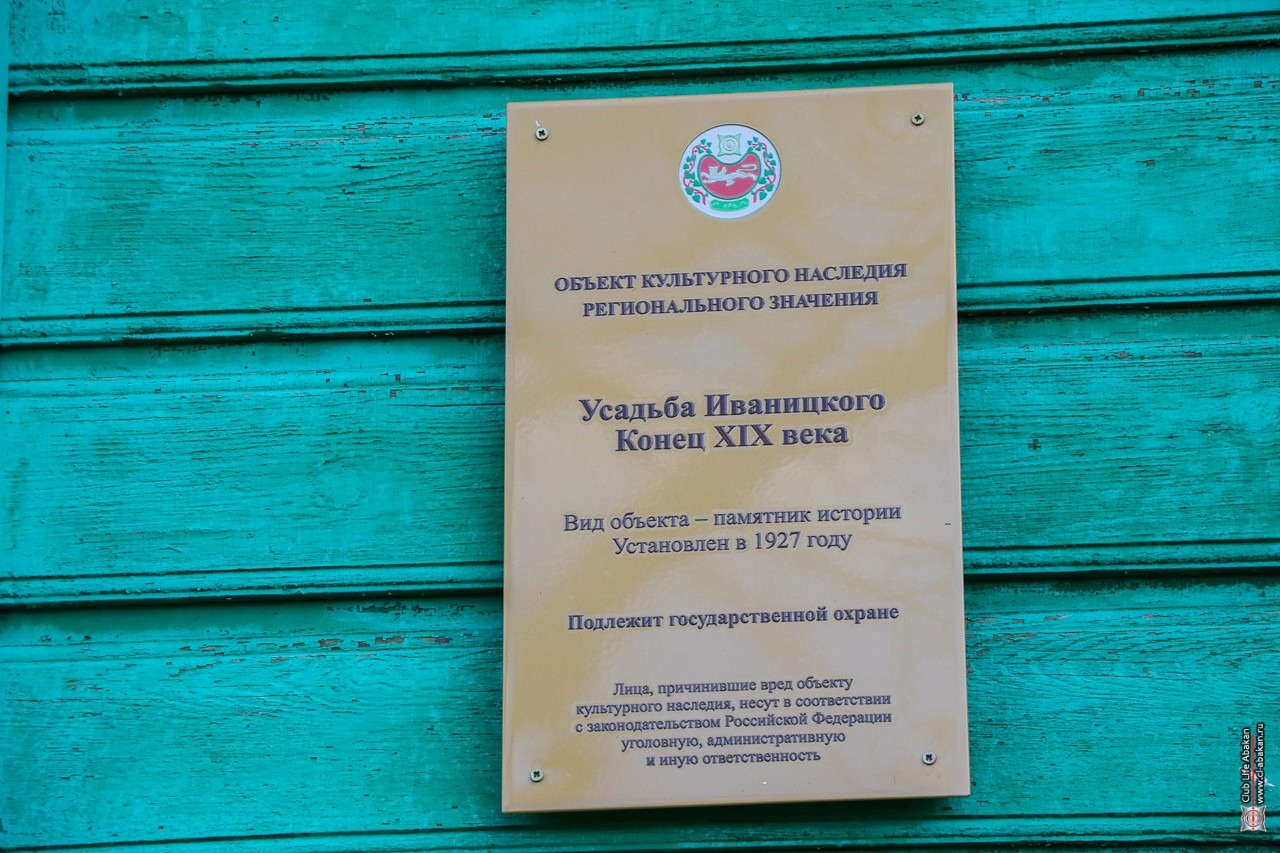 ОБЪЕКТ КУЛЬТУРНОГО НАСЛЕДИЯ
РЕГИОНАЛЬНОГО ЗНАЧЕНИЯ
Усадьба Иваницкого
Конец XIX века
Вид объекта – памятник истории
Установлен в 1927 году
Подлежит государственной охране
Лица, причинившие вред объекту
культурного наследия, несут в соответствии
с законодательством Российской Федерации
уголовную, административную
и иную ответственность
Club Life Abakan
www.cl-abakan.ru